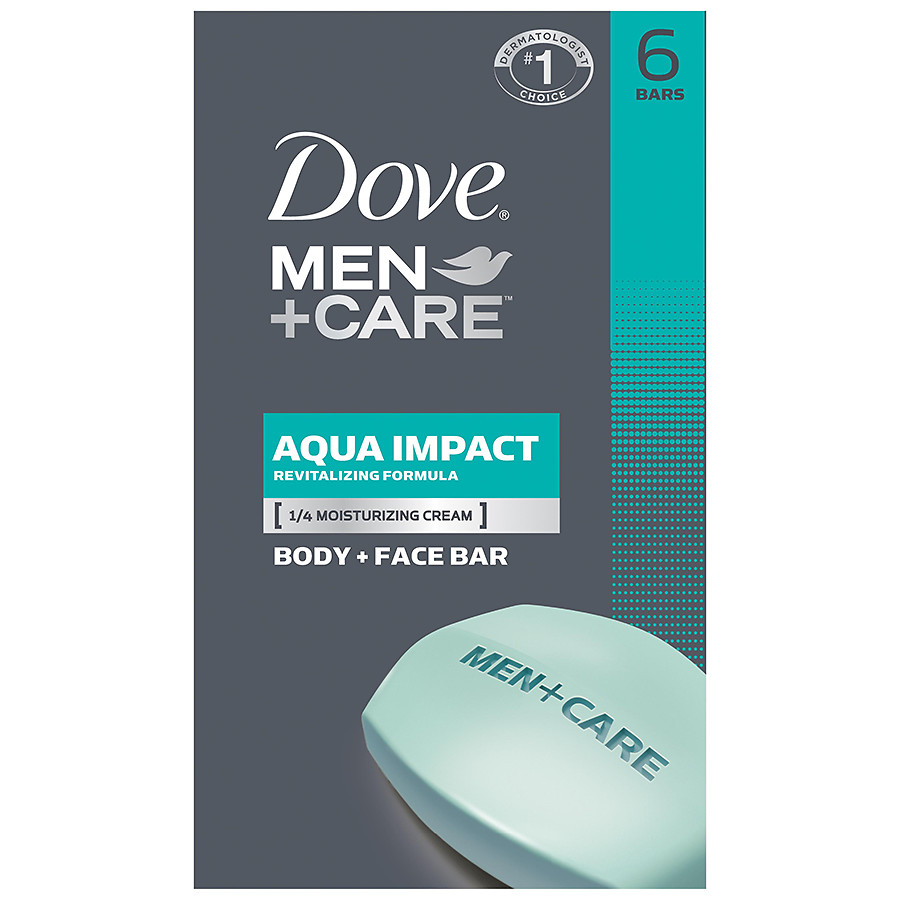 DERMATOLOGIST
#1
CHOICE
6
BARS
Dove®
MEN
+CARE™
AQUA IMPACT
REVITALIZING FORMULA
[ 1/4 MOISTURIZING CREAM ]
BODY + FACE BAR
MEN+CARE